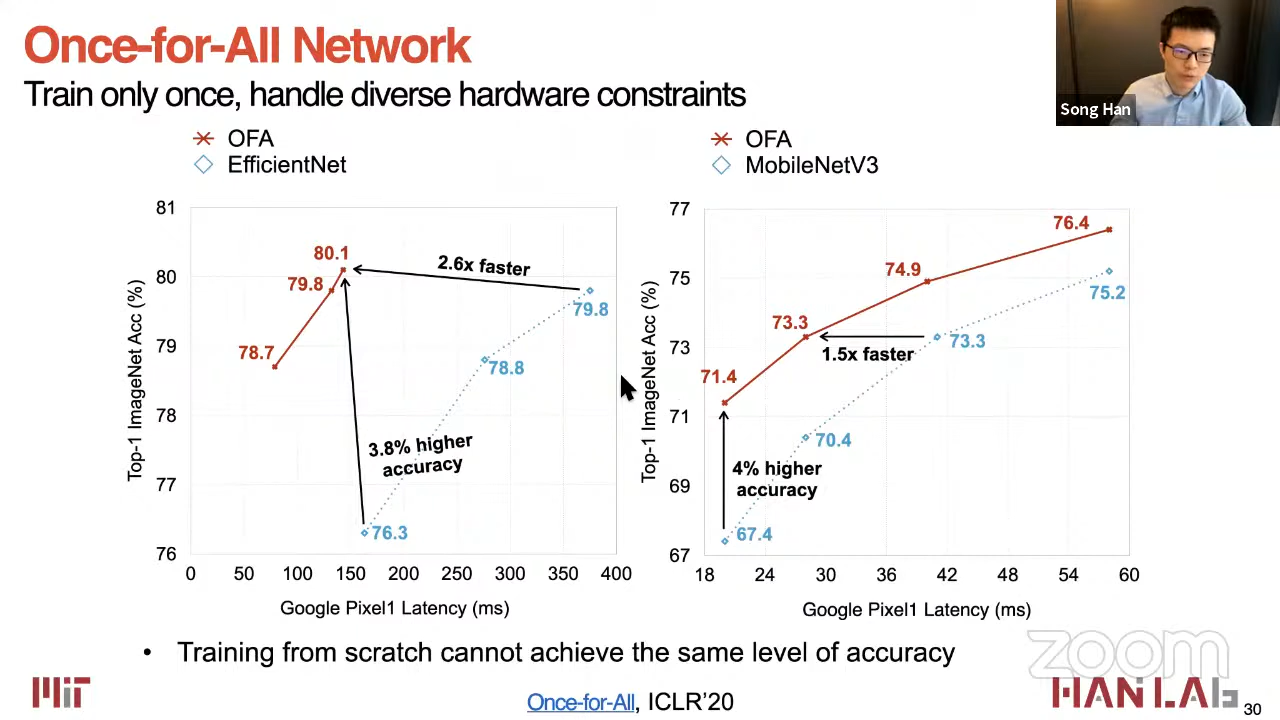 Once-for-All Network
Train only once, handle diverse hardware constraints
Song Han
OFA
EfficientNet
81
80
79
78
77
76
0 50 100 150 200 250 300 350 400
Top-1 ImageNet Acc (%)
Google Pixel1 Latency (ms)
80.1
79.8
78.7
2.6x faster
79.8
78.8
3.8% higher
accuracy
76.3
OFA
MobileNetV3
77
75
73
71
69
67
18 24 30 36 42 48 54 60
Top-1 ImageNet Acc (%)
Google Pixel1 Latency (ms)
76.4
74.9
73.3
71.4
75.2
73.3
1.5x faster
70.4
4% higher
accuracy
67.4
• Training from scratch cannot achieve the same level of accuracy
Once-for-All, ICLR'20
MIT
zoom
HAN LAB
30